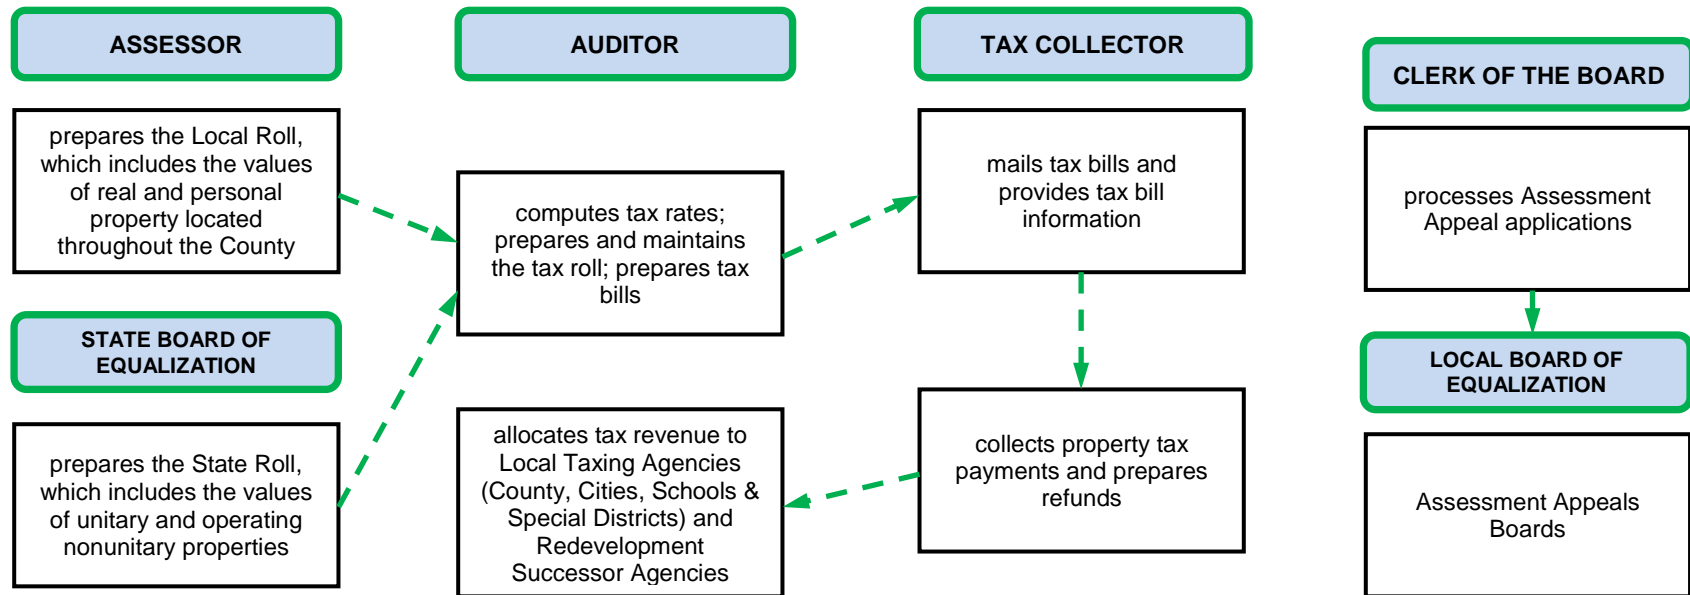 ASSESSOR
prepares the Local Roll,
which includes the values
of real and personal
property located
throughout the County
STATE BOARD OF
EQUALIZATION
prepares the State Roll,
which includes the values
of unitary and operating
nonunitary properties
AUDITOR
computes tax rates;
prepares and maintains
the tax roll; prepares tax
bills
allocates tax revenue to
Local Taxing Agencies
(County, Cities, Schools &
Special Districts) and
Redevelopment
Successor Agencies
TAX COLLECTOR
mails tax bills and
provides tax bill
information
collects property tax
payments and prepares
refunds
CLERK OF THE BOARD
processes Assessment
Appeal applications
LOCAL BOARD OF
EQUALIZATION
Assessment Appeals
Boards